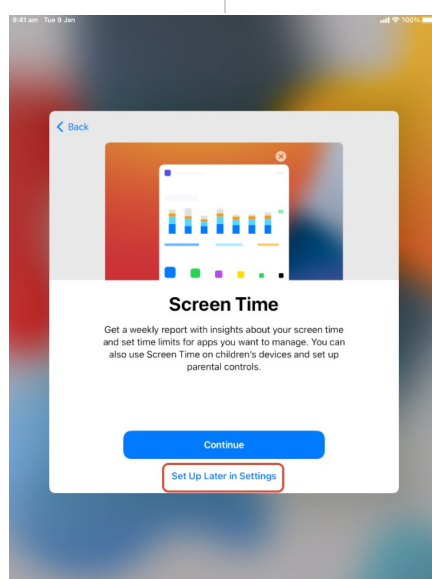 9:41 am Tue 9 Jan
100%
Back
Screen Time
Get a weekly report with insights about your screen time
and set time limits for apps you want to manage. You can
also use Screen Time on children's devices and set up
parental controls.
Continue
Set Up Later in Settings